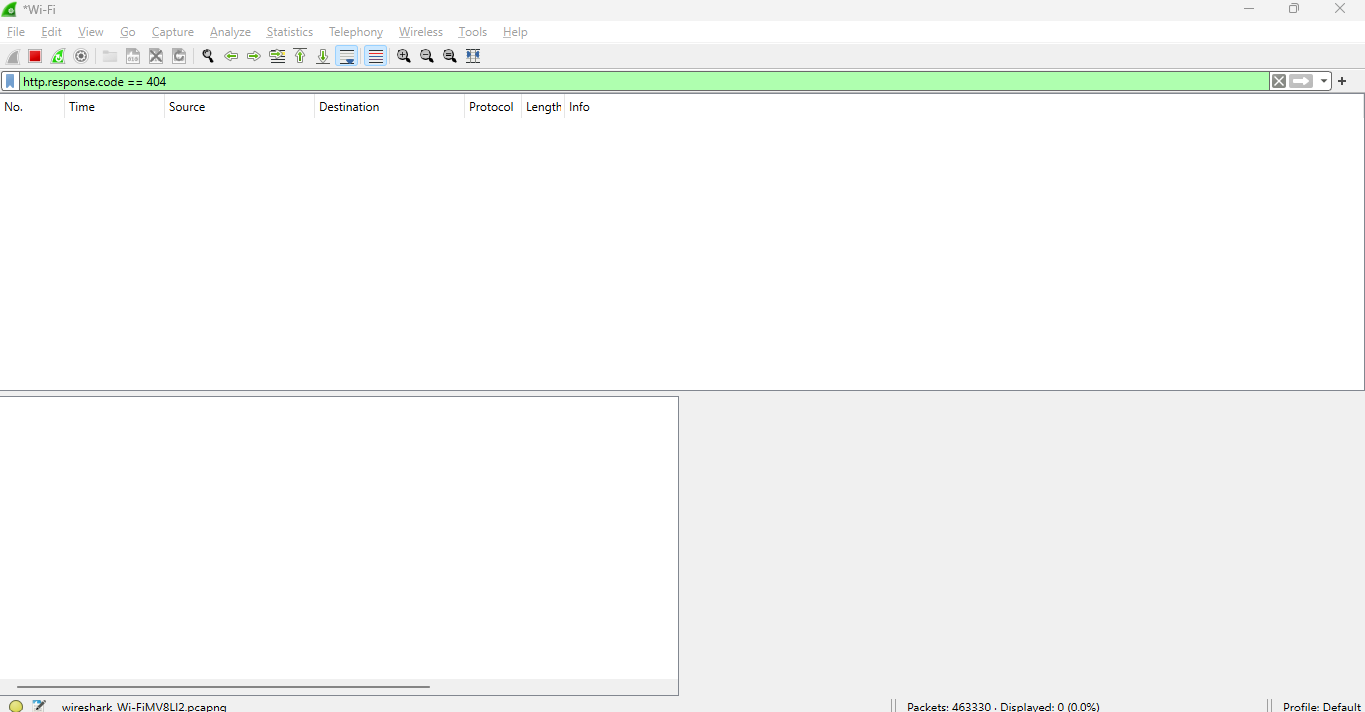 *Wi-Fi
File Edit View Go Capture Analyze Statistics Telephony Wireless Tools Help
http.response.code == 404
No. Time Source Destination Protocol Length Info
wireshark_Wi-FiMV8LI2.pcapng Packets: 463330 · Displayed: 0 (0.0%) Profile: Default